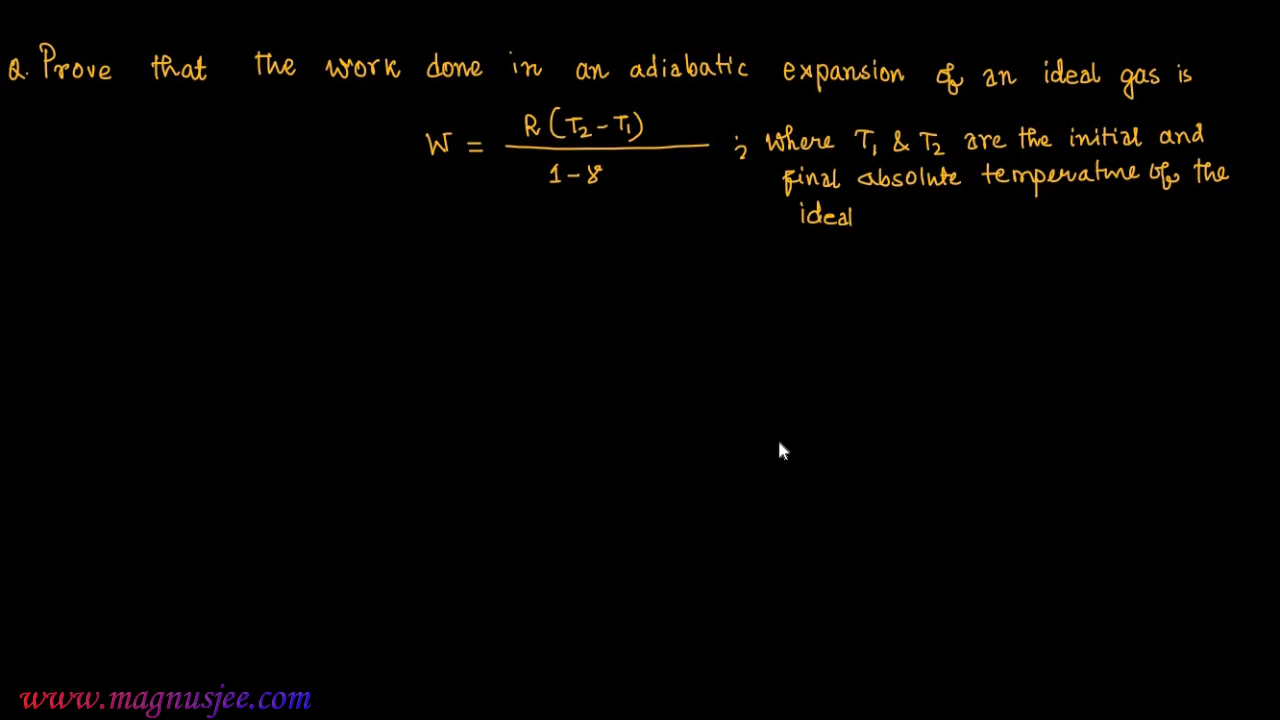 Q. Prove that the work done in an adiabatic expansion of an ideal gas is
W = R(T₂-T₁) / 1-γ ; where T₁ & T₂ are the initial and
final absolute temperature of the
ideal
www.magnusjee.com